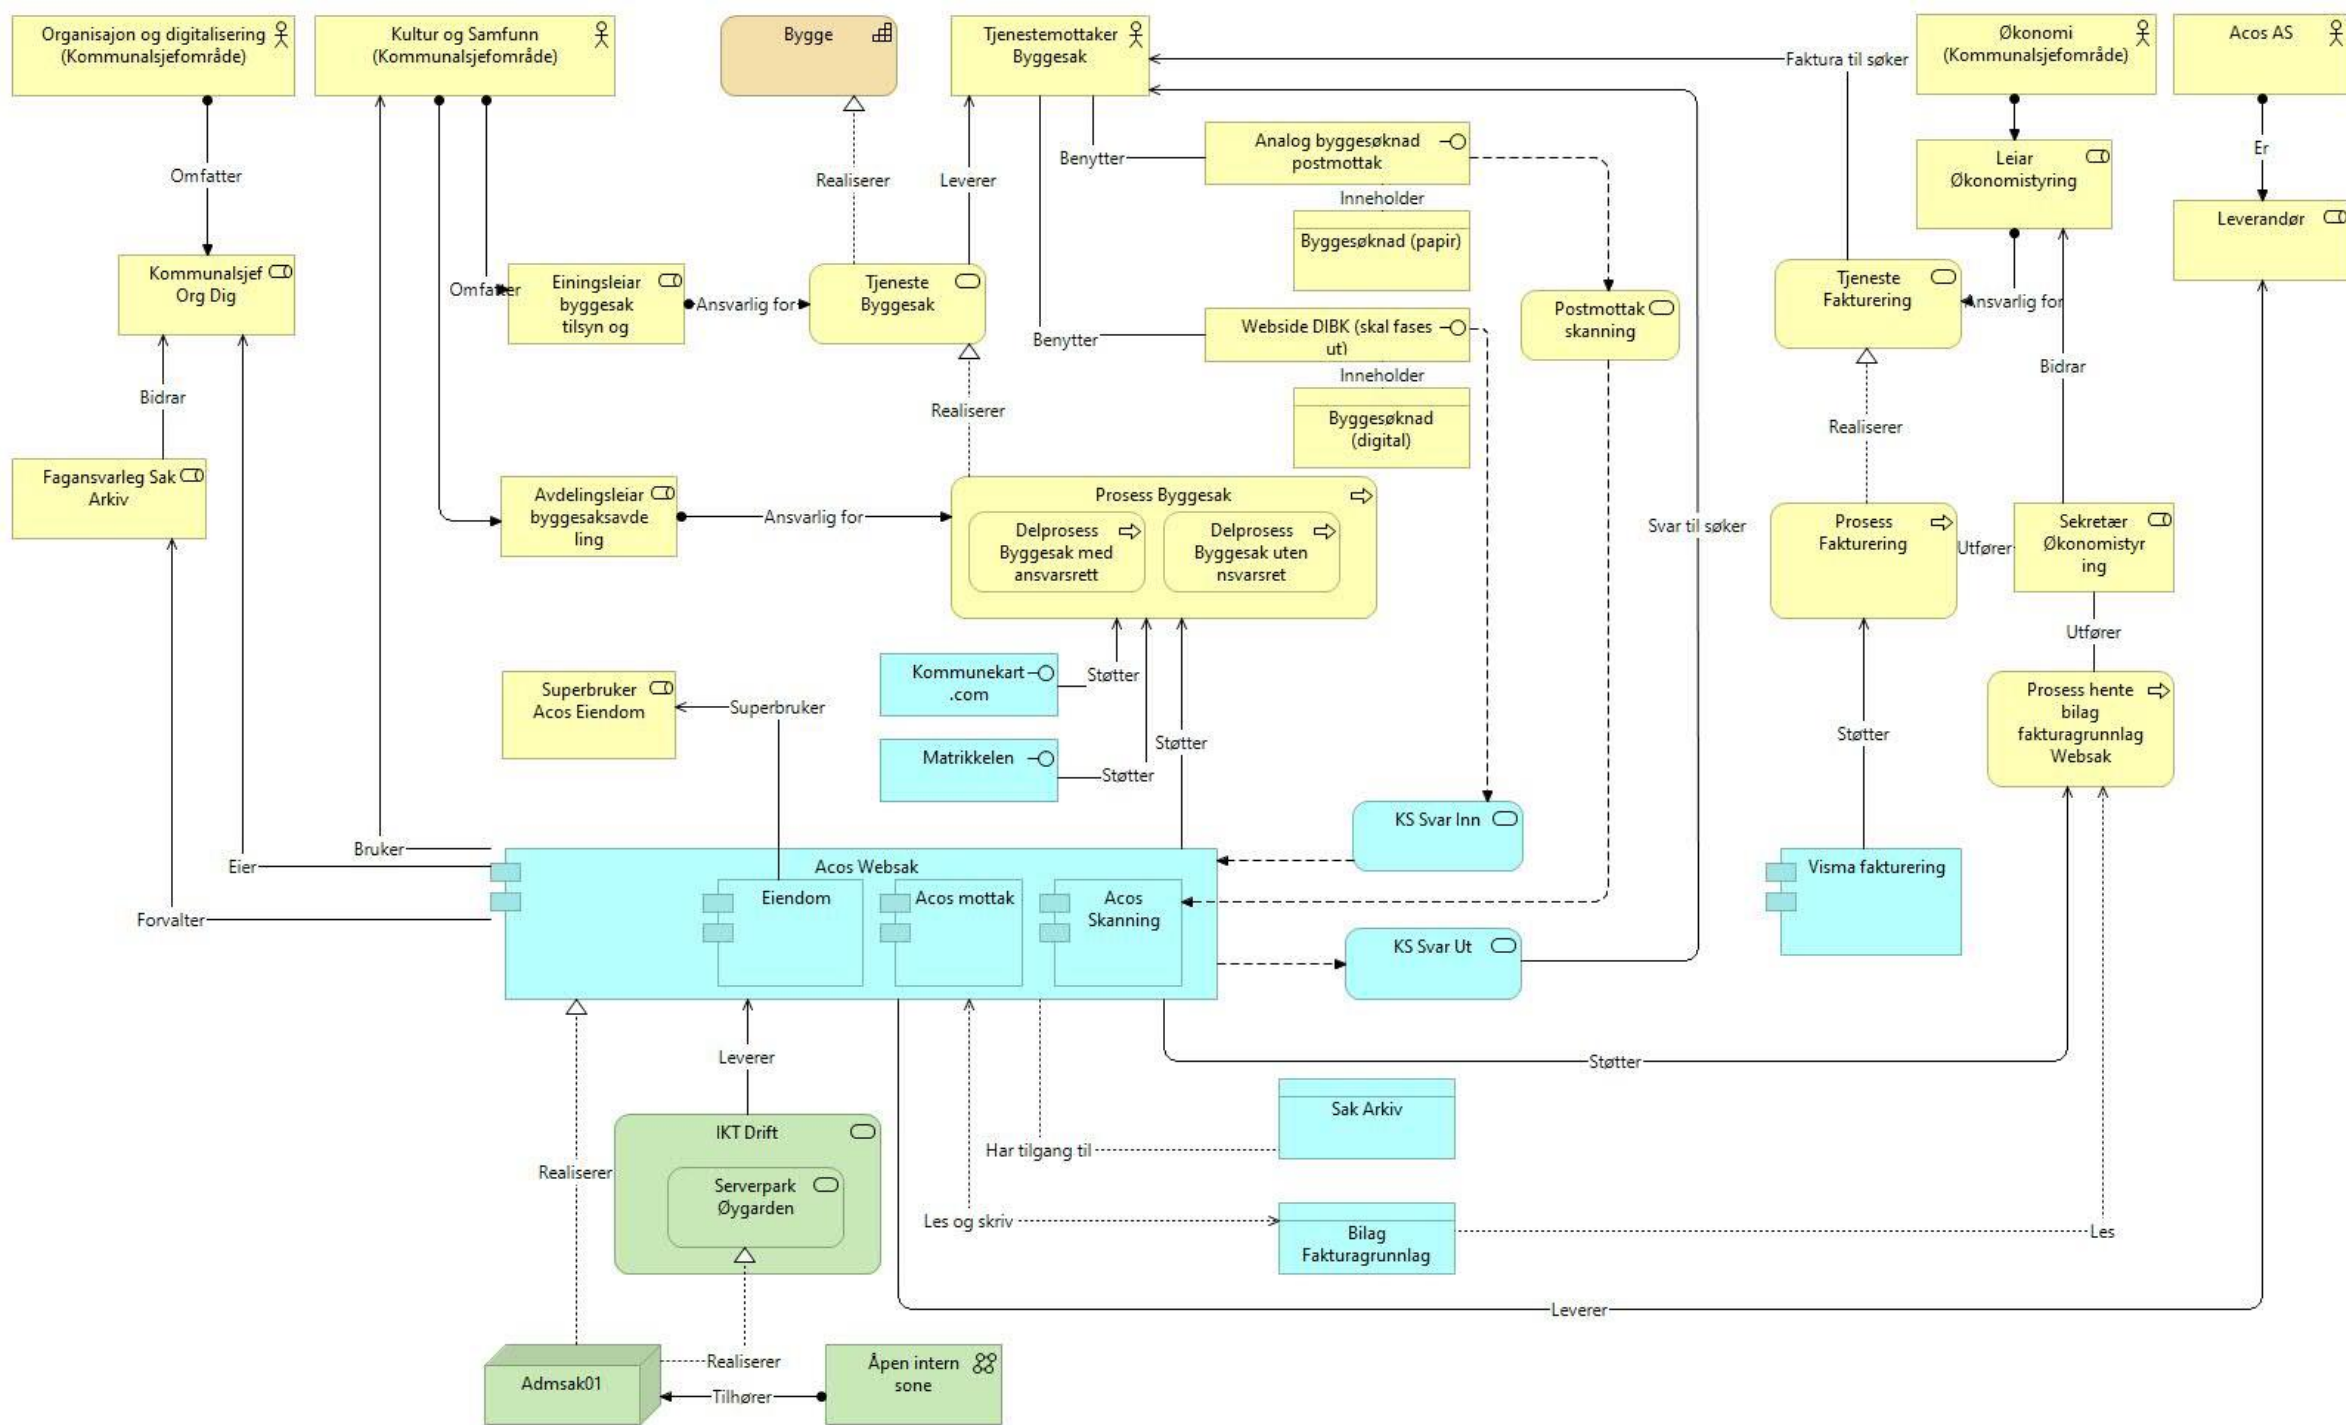 Organisajon og digitalisering
(Kommunalsjefområde)
Kultur og Samfunn
(Kommunalsjefområde)
Bygge
Tjenestemottaker
Byggesak
Faktura til søker
Økonomi
(Kommunalsjefområde)
Acos AS
Omfatter
Omfatter
Realiserer
Leverer
Benytter
Analog byggesøknad
postmottak
Inneholder
Byggesøknad (papir)
Leiar
Økonomistyring
Er
Leverandør
Kommunalsjef
Org Dig
Einingsleiar
byggesak
tilsyn og
Ansvarlig for
Tjeneste
Byggesak
Benytter
Webside DIBK (skal fases
ut)
Inneholder
Byggesøknad
(digital)
Postmottak
skanning
Tjeneste
Fakturering
Ansvarlig for
Bidrar
Bidrar
Realiserer
Realiserer
Fagansvarleg Sak
Arkiv
Avdelingsleiar
byggesaksavde
ling
Ansvarlig for
Prosess Byggesak
Delprosess
Byggesak med
ansvarsrett
Delprosess
Byggesak uten
nsvarsret
Svar til søker
Prosess
Fakturering
Utfører
Sekretær
Økonomistyr
ing
Utfører
Superbruker
Acos Eiendom
Superbruker
Kommunekart
.com
Støtter
Matrikkelen
Støtter
Støtter
Støtter
Prosess hente
bilag
fakturagrunnlag
Websak
KS Svar Inn
Bruker
Eier
Forvalter
Acos Websak
Eiendom
Acos mottak
Acos
Skanning
KS Svar Ut
Visma fakturering
Leverer
Støtter
IKT Drift
Serverpark
Øygarden
Sak Arkiv
Har tilgang til
Realiserer
Les og skriv
Bilag
Fakturagrunnlag
Les
Leverer
Admsak01
Realiserer
Tilhører
Åpen intern
sone